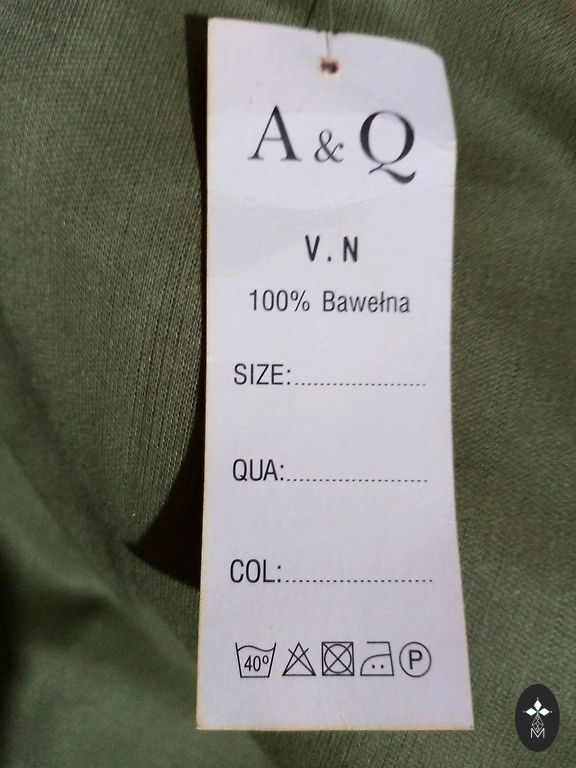 A & Q
V.N
100% Bawełna
SIZE:........................
QUA:........................
COL:..........................
40° P
M